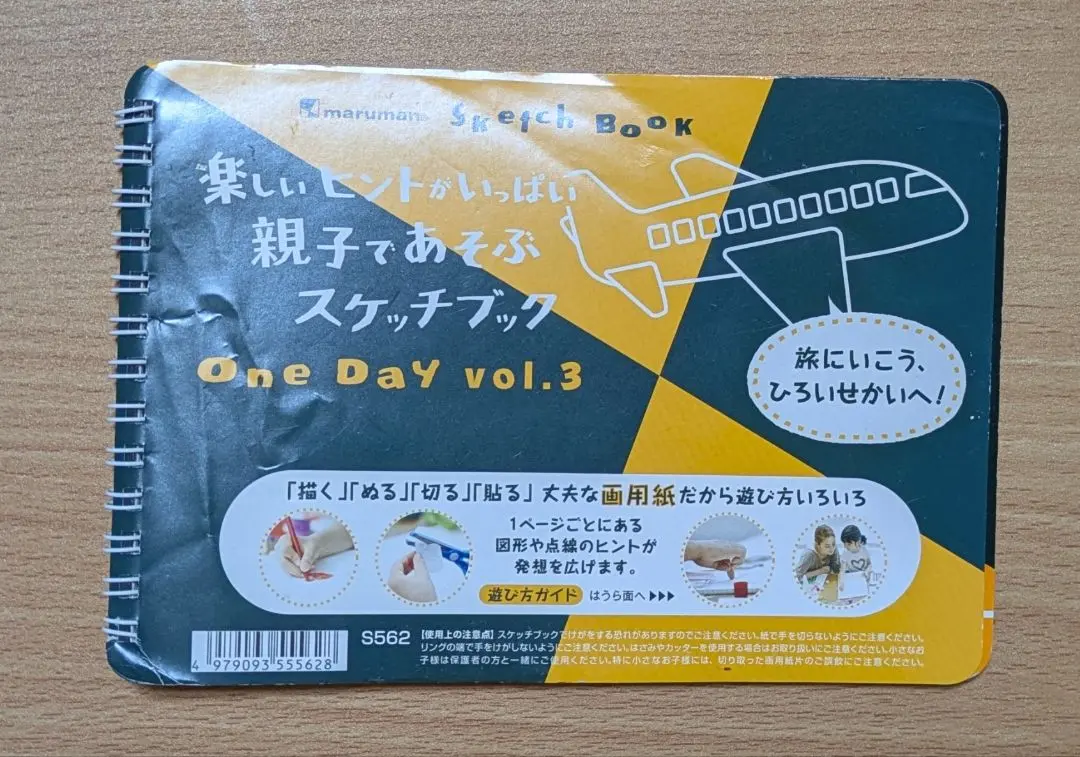 maruman Sketch Book
楽しいヒントがいっぱい
親子であそぶ
スケッチブック
One Day vol.3
旅にいこう、
ひろいせかいへ!
「描く」「ぬる」「切る」「貼る」 丈夫な画用紙だから遊び方いろいろ
1ページごとにある
図形や点線のヒントが
発想を広げます。
遊び方ガイド はうら面へ▶▶▶
S562
4 979093 555628
【使用上の注意点】スケッチブックでけがをする恐れがありますのでご注意ください。紙で手を切らないようにご注意ください。
リングの端で手をけがしないようにご注意ください。はさみやカッターを使用する場合はお取り扱いにご注意ください。小さなお
子様は保護者の方と一緒にご使用ください。特に小さなお子様には、切り取った画用紙片のご誤飲にご注意ください。